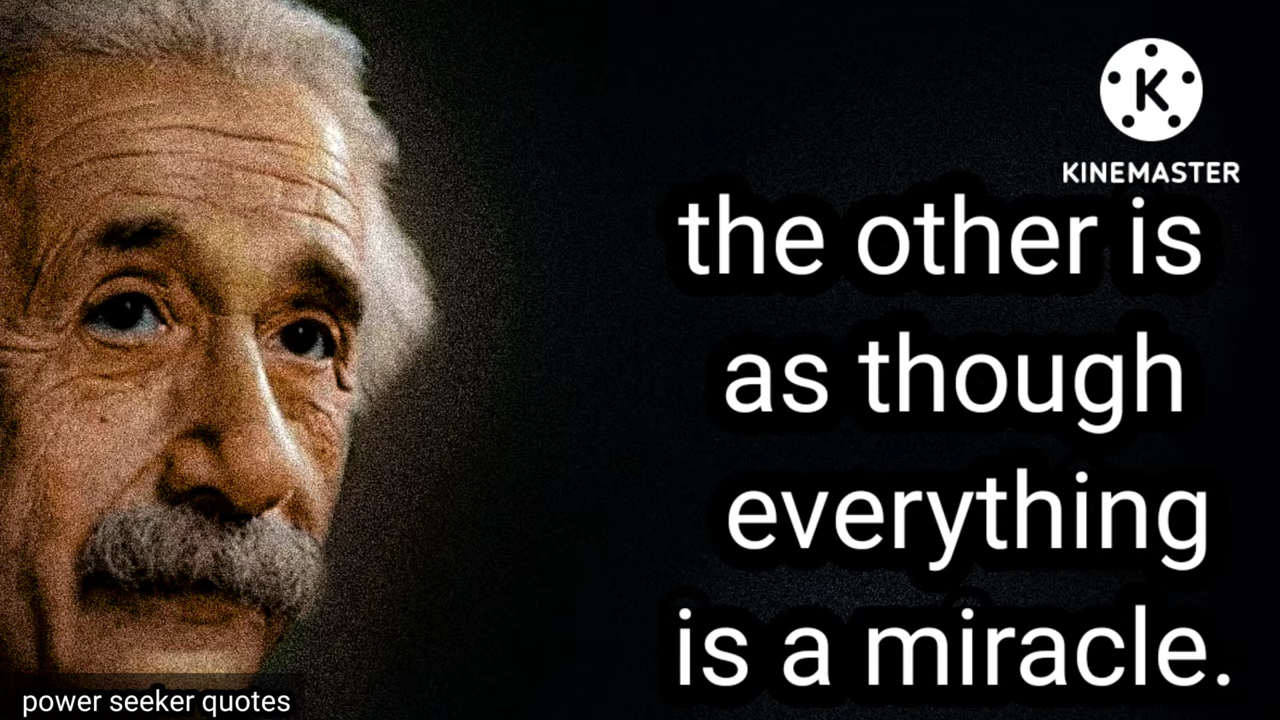 K
KINEMASTER
the other is
as though
everything
is a miracle.
power seeker quotes